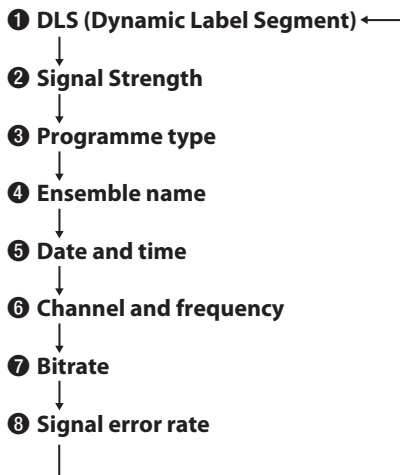 ❶ DLS (Dynamic Label Segment)
❷ Signal Strength
❸ Programme type
❹ Ensemble name
❺ Date and time
❻ Channel and frequency
❼ Bitrate
❽ Signal error rate